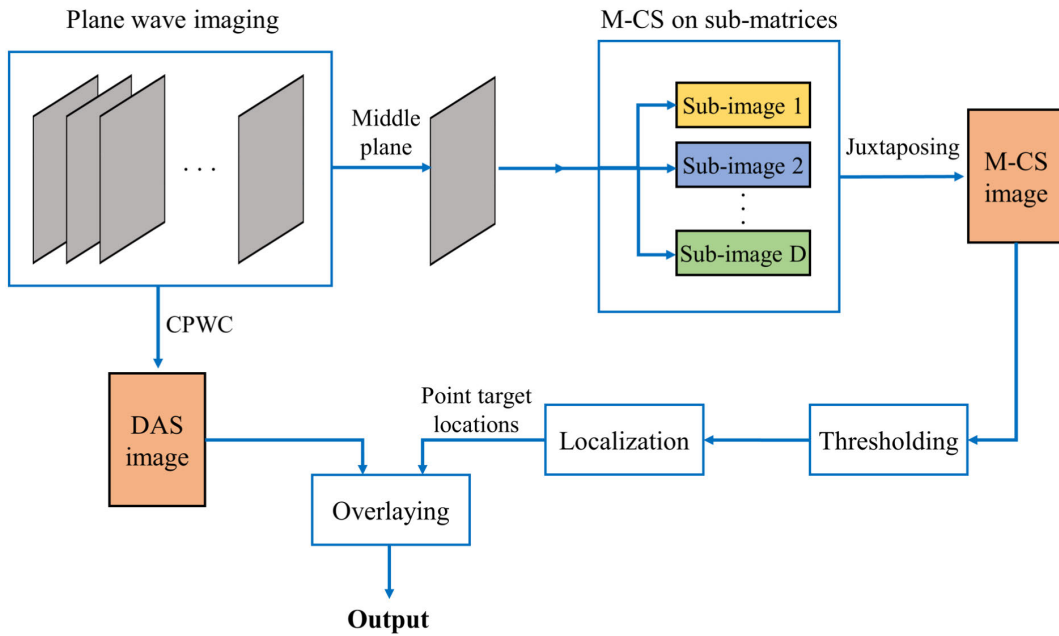 Plane wave imaging
M-CS on sub-matrices
. . .
Middle
plane
Sub-image 1
Sub-image 2
Sub-image D
Juxtaposing
M-CS
image
CPWC
DAS
image
Point target
locations
Localization
Thresholding
Overlaying
Output